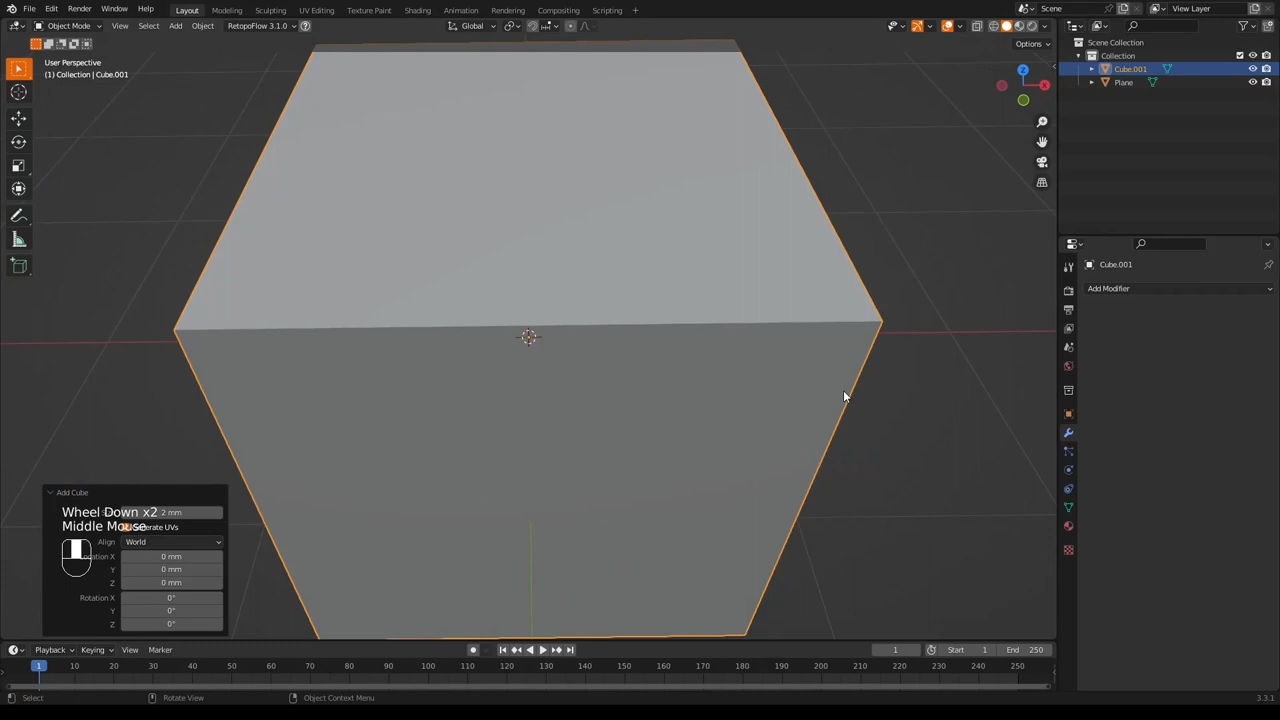 File Edit Render Window Help Layout Modeling Sculpting UV Editing Texture Paint Shading Animation Rendering Compositing Scripting + Scene View Layer
Object Mode View Select Add Object RetopoFlow 3.1.0 Global
Options
User Perspective
(1) Collection | Cube.001
Scene Collection
Collection
Cube.001
Plane
Z
X
Cube.001
Add Modifier
Add Cube
2 mm
Wheel Down x2
Middle Mouse
Align World
0 mm
Y 0 mm
Z 0 mm
Rotation X 0°
Y 0°
Z 0°
Playback Keying View Marker 1 Start 1 End 250
1 10 20 30 40 50 60 70 80 90 100 110 120 130 140 150 160 170 180 190 200 210 220 230 240 250
Select Rotate View Object Context Menu 3.3.1